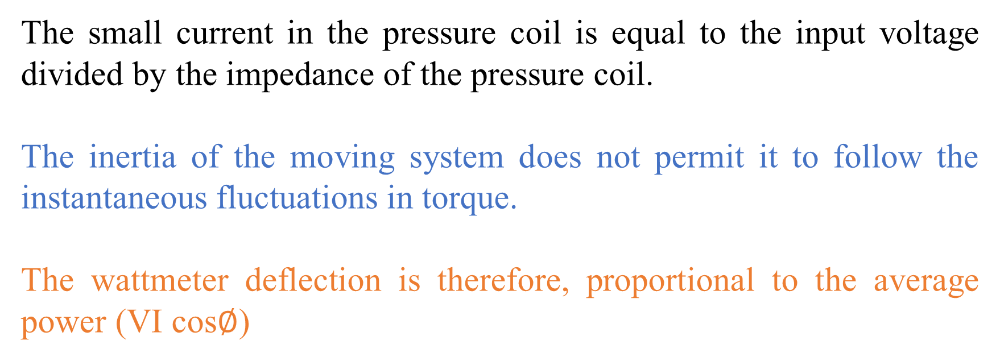 The small current in the pressure coil is equal to the input voltage
divided by the impedance of the pressure coil.
The inertia of the moving system does not permit it to follow the
instantaneous fluctuations in torque.
The wattmeter deflection is therefore, proportional to the average
power (VI cos∅)